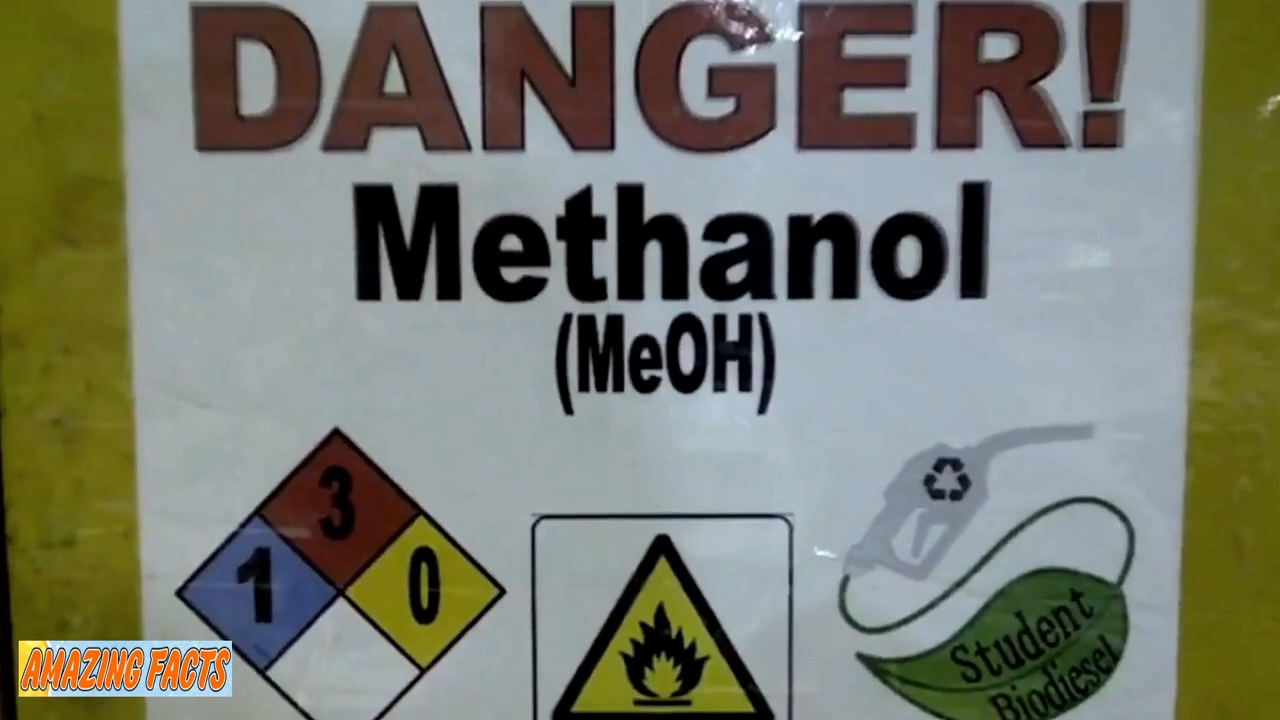 DANGER!
Methanol
(MeOH)
3
1
0
Student
Biodiesel
AMAZING FACTS